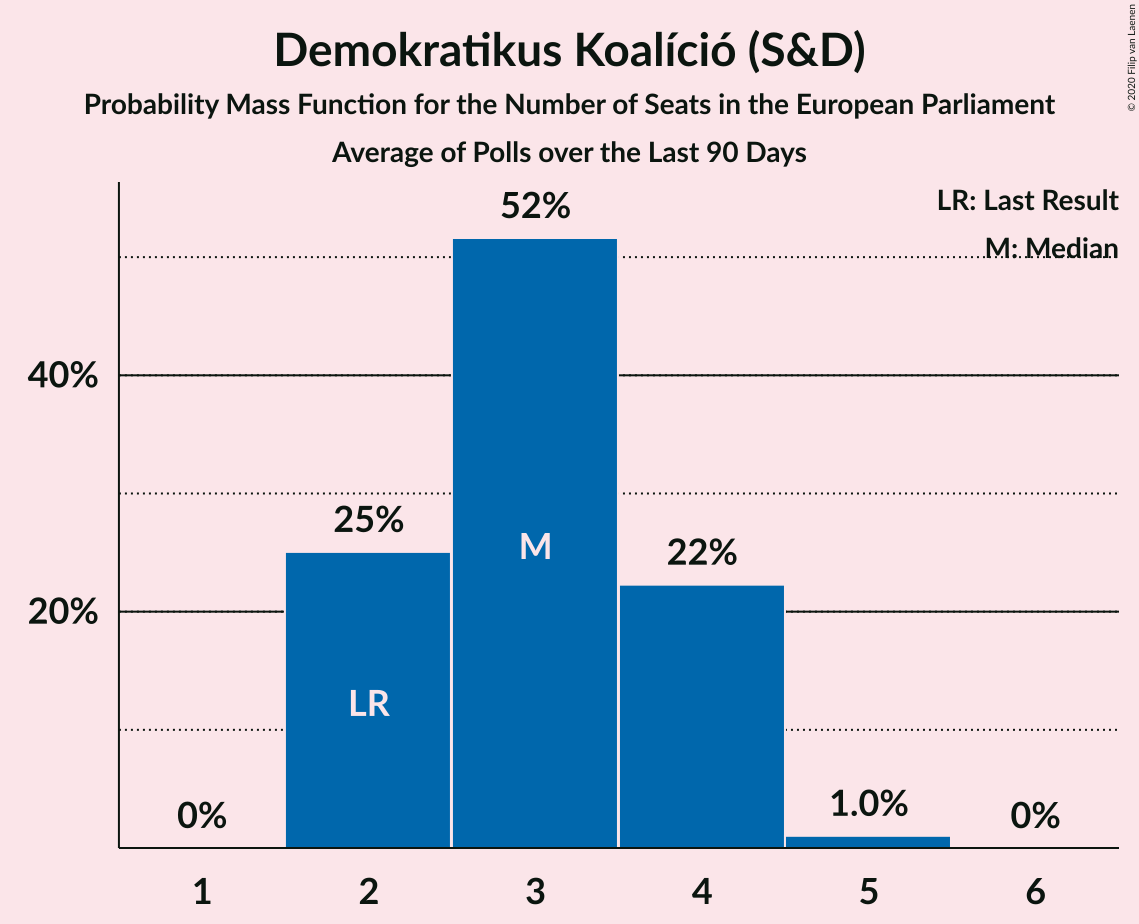 Demokratikus Koalíció (S&D)
Probability Mass Function for the Number of Seats in the European Parliament
Average of Polls over the Last 90 Days
© 2020 Filip van Laenen
LR: Last Result
M: Median
52%
40%
25%
M
22%
20%
LR
0%
1.0%
0%
1 2 3 4 5 6